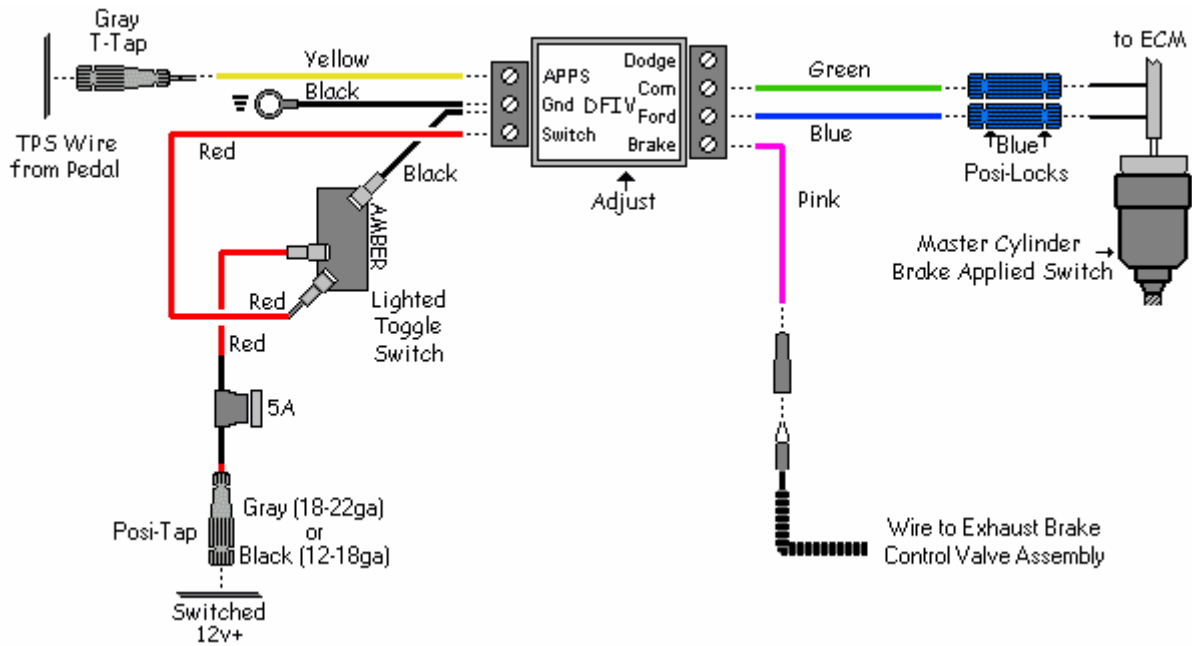 Gray
T-Tap
TPS Wire
from Pedal
Yellow
Black
Red
Black
APPS
Gnd
Switch
DFIV
Dodge
Com
Ford
Brake
Adjust
Green
Blue
Pink
Blue
Posi-Locks
to ECM
Master Cylinder
Brake Applied Switch
AMBER
Lighted
Toggle
Switch
Red
Red
5A
Posi-Tap
Gray (18-22ga)
or
Black (12-18ga)
Switched
12v+
Wire to Exhaust Brake
Control Valve Assembly